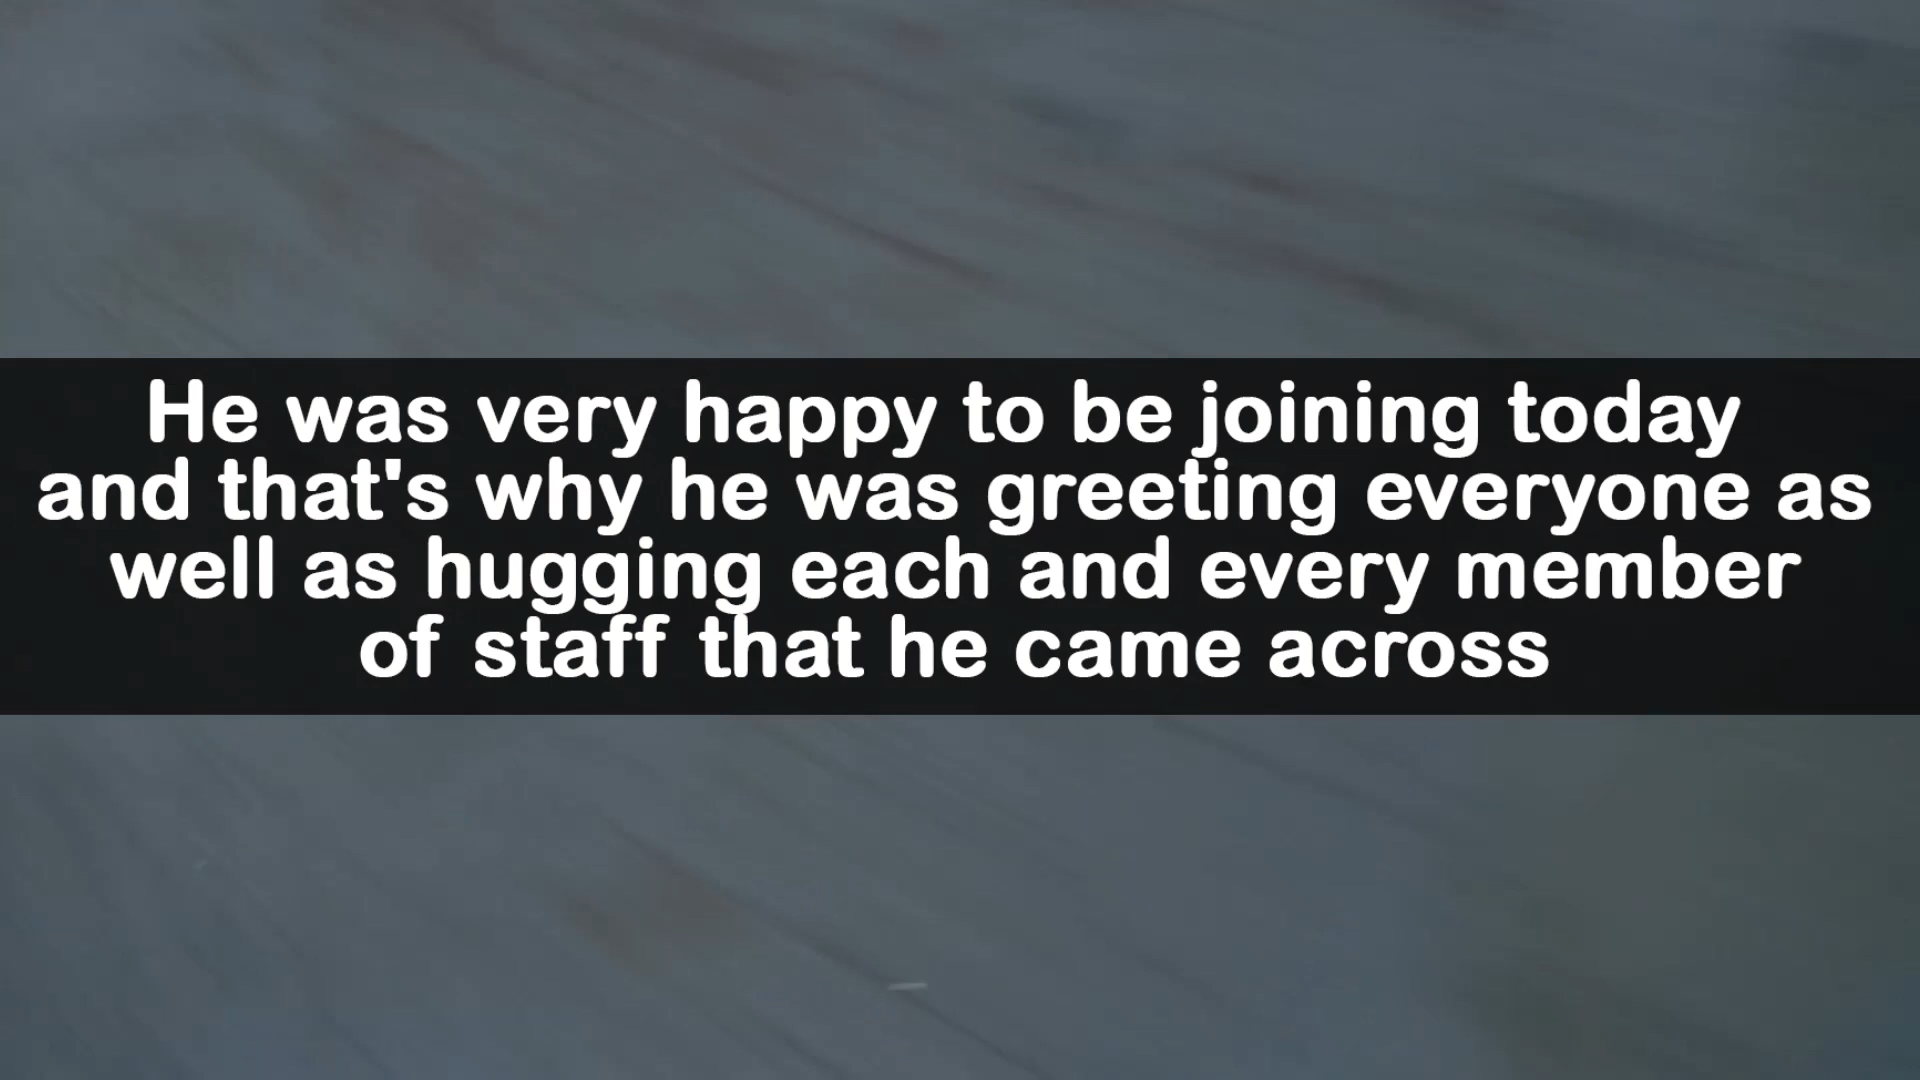 He was very happy to be joining today
and that's why he was greeting everyone as
well as hugging each and every member
of staff that he came across